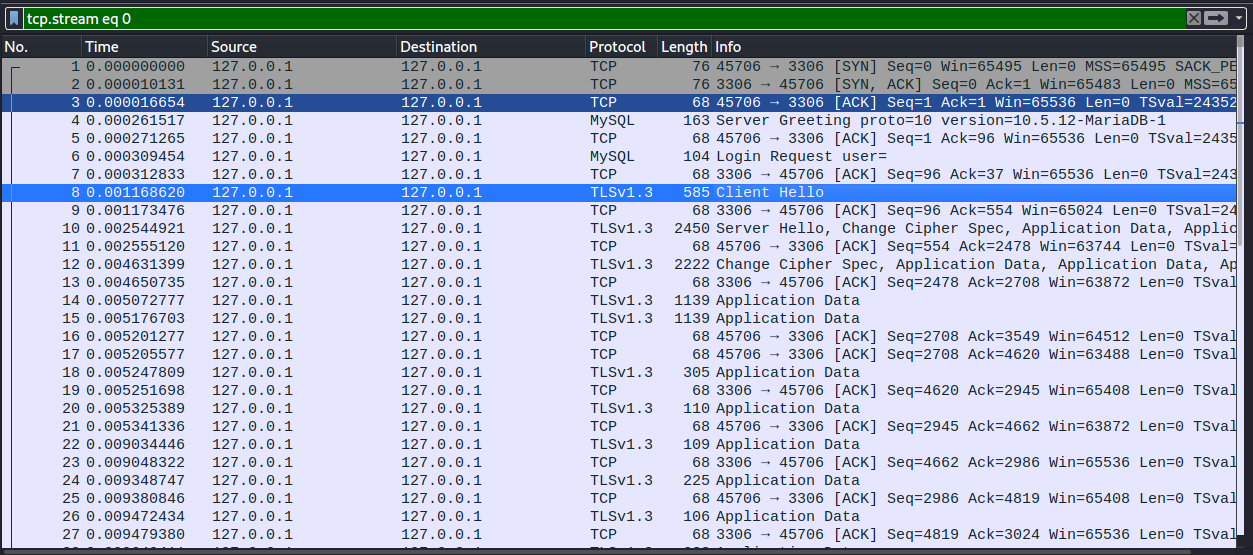 tcp.stream eq 0
No. Time Source Destination Protocol Length Info
1 0.000000000 127.0.0.1 127.0.0.1 TCP 76 45706 → 3306 [SYN] Seq=0 Win=65495 Len=0 MSS=65495 SACK_PE
2 0.000010131 127.0.0.1 127.0.0.1 TCP 76 3306 → 45706 [SYN, ACK] Seq=0 Ack=1 Win=65483 Len=0 MSS=65
3 0.000016654 127.0.0.1 127.0.0.1 TCP 68 45706 → 3306 [ACK] Seq=1 Ack=1 Win=65536 Len=0 TSval=24352
4 0.000261517 127.0.0.1 127.0.0.1 MySQL 163 Server Greeting proto=10 version=10.5.12-MariaDB-1
5 0.000271265 127.0.0.1 127.0.0.1 TCP 68 45706 → 3306 [ACK] Seq=1 Ack=96 Win=65536 Len=0 TSval=2435
6 0.000309454 127.0.0.1 127.0.0.1 MySQL 104 Login Request user=
7 0.000312833 127.0.0.1 127.0.0.1 TCP 68 3306 → 45706 [ACK] Seq=96 Ack=37 Win=65536 Len=0 TSval=243
8 0.001168620 127.0.0.1 127.0.0.1 TLSv1.3 585 Client Hello
9 0.001173476 127.0.0.1 127.0.0.1 TCP 68 3306 → 45706 [ACK] Seq=96 Ack=554 Win=65024 Len=0 TSval=24
10 0.002544921 127.0.0.1 127.0.0.1 TLSv1.3 2450 Server Hello, Change Cipher Spec, Application Data, Applic
11 0.002555120 127.0.0.1 127.0.0.1 TCP 68 45706 → 3306 [ACK] Seq=554 Ack=2478 Win=63744 Len=0 TSval=
12 0.004631399 127.0.0.1 127.0.0.1 TLSv1.3 2222 Change Cipher Spec, Application Data, Application Data, Ap
13 0.004650735 127.0.0.1 127.0.0.1 TCP 68 3306 → 45706 [ACK] Seq=2478 Ack=2708 Win=63872 Len=0 TSval
14 0.005072777 127.0.0.1 127.0.0.1 TLSv1.3 1139 Application Data
15 0.005176703 127.0.0.1 127.0.0.1 TLSv1.3 1139 Application Data
16 0.005201277 127.0.0.1 127.0.0.1 TCP 68 45706 → 3306 [ACK] Seq=2708 Ack=3549 Win=64512 Len=0 TSval
17 0.005205577 127.0.0.1 127.0.0.1 TCP 68 45706 → 3306 [ACK] Seq=2708 Ack=4620 Win=63488 Len=0 TSval
18 0.005247809 127.0.0.1 127.0.0.1 TLSv1.3 305 Application Data
19 0.005251698 127.0.0.1 127.0.0.1 TCP 68 3306 → 45706 [ACK] Seq=4620 Ack=2945 Win=65408 Len=0 TSval
20 0.005325389 127.0.0.1 127.0.0.1 TLSv1.3 110 Application Data
21 0.005341336 127.0.0.1 127.0.0.1 TCP 68 45706 → 3306 [ACK] Seq=2945 Ack=4662 Win=63872 Len=0 TSval
22 0.009034446 127.0.0.1 127.0.0.1 TLSv1.3 109 Application Data
23 0.009048322 127.0.0.1 127.0.0.1 TCP 68 3306 → 45706 [ACK] Seq=4662 Ack=2986 Win=65536 Len=0 TSval
24 0.009348747 127.0.0.1 127.0.0.1 TLSv1.3 225 Application Data
25 0.009380846 127.0.0.1 127.0.0.1 TCP 68 45706 → 3306 [ACK] Seq=2986 Ack=4819 Win=65408 Len=0 TSval
26 0.009472434 127.0.0.1 127.0.0.1 TLSv1.3 106 Application Data
27 0.009479380 127.0.0.1 127.0.0.1 TCP 68 3306 → 45706 [ACK] Seq=4819 Ack=3024 Win=65536 Len=0 TSval